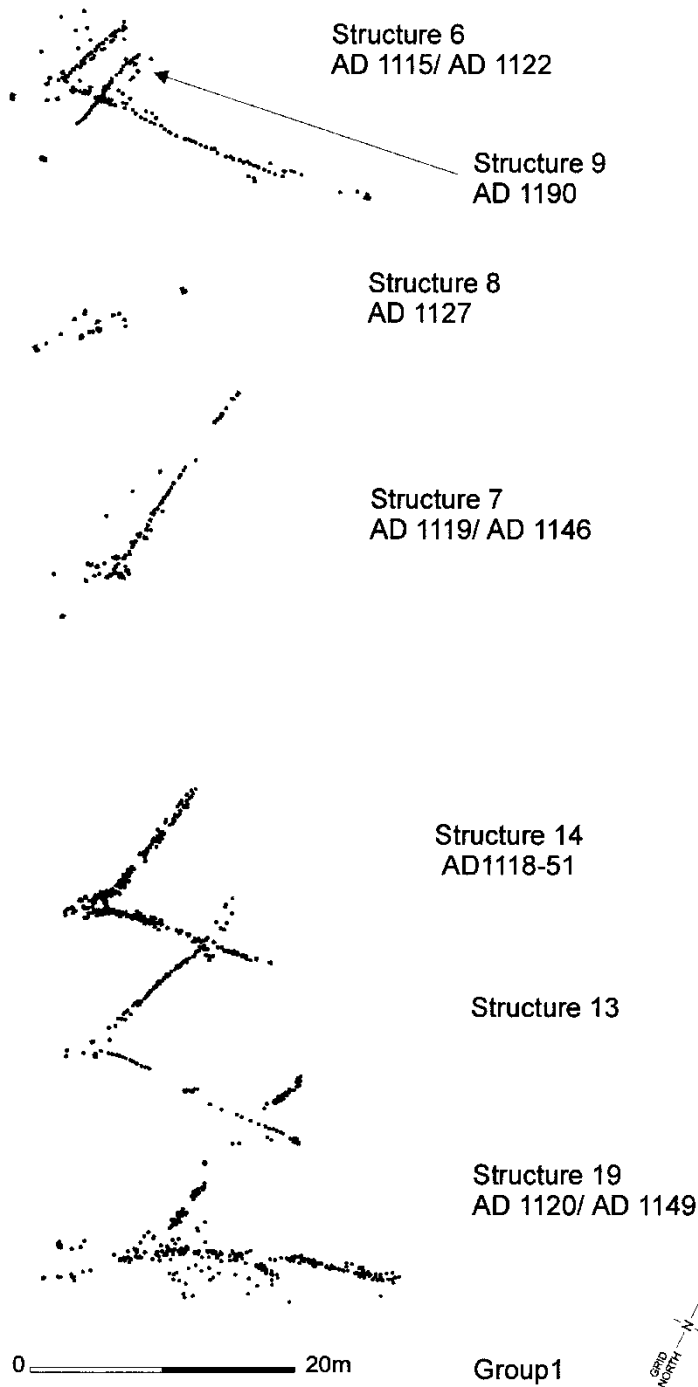 Structure 6
AD 1115/ AD 1122
Structure 9
AD 1190
Structure 8
AD 1127
Structure 7
AD 1119/ AD 1146
Structure 14
AD1118-51
Structure 13
Structure 19
AD 1120/ AD 1149
0 20m
Group1
GRID
NORTH
N